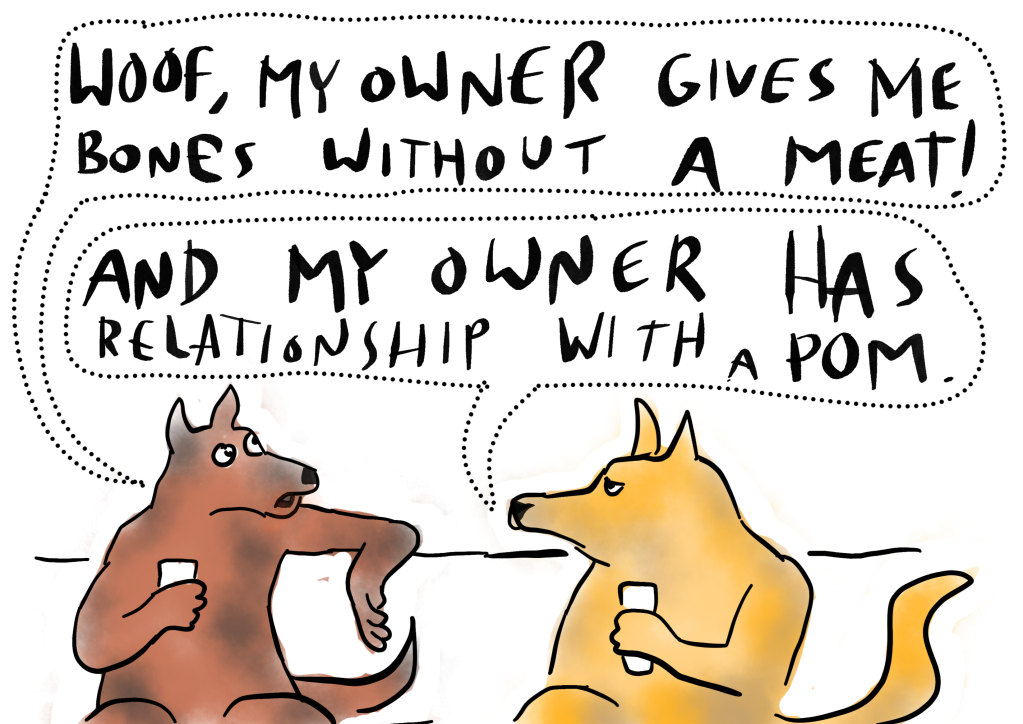 WOOF, MY OWNER GIVES ME
BONES WITHOUT A MEAT!
AND MY OWNER HAS
RELATIONSHIP WITH A POM.